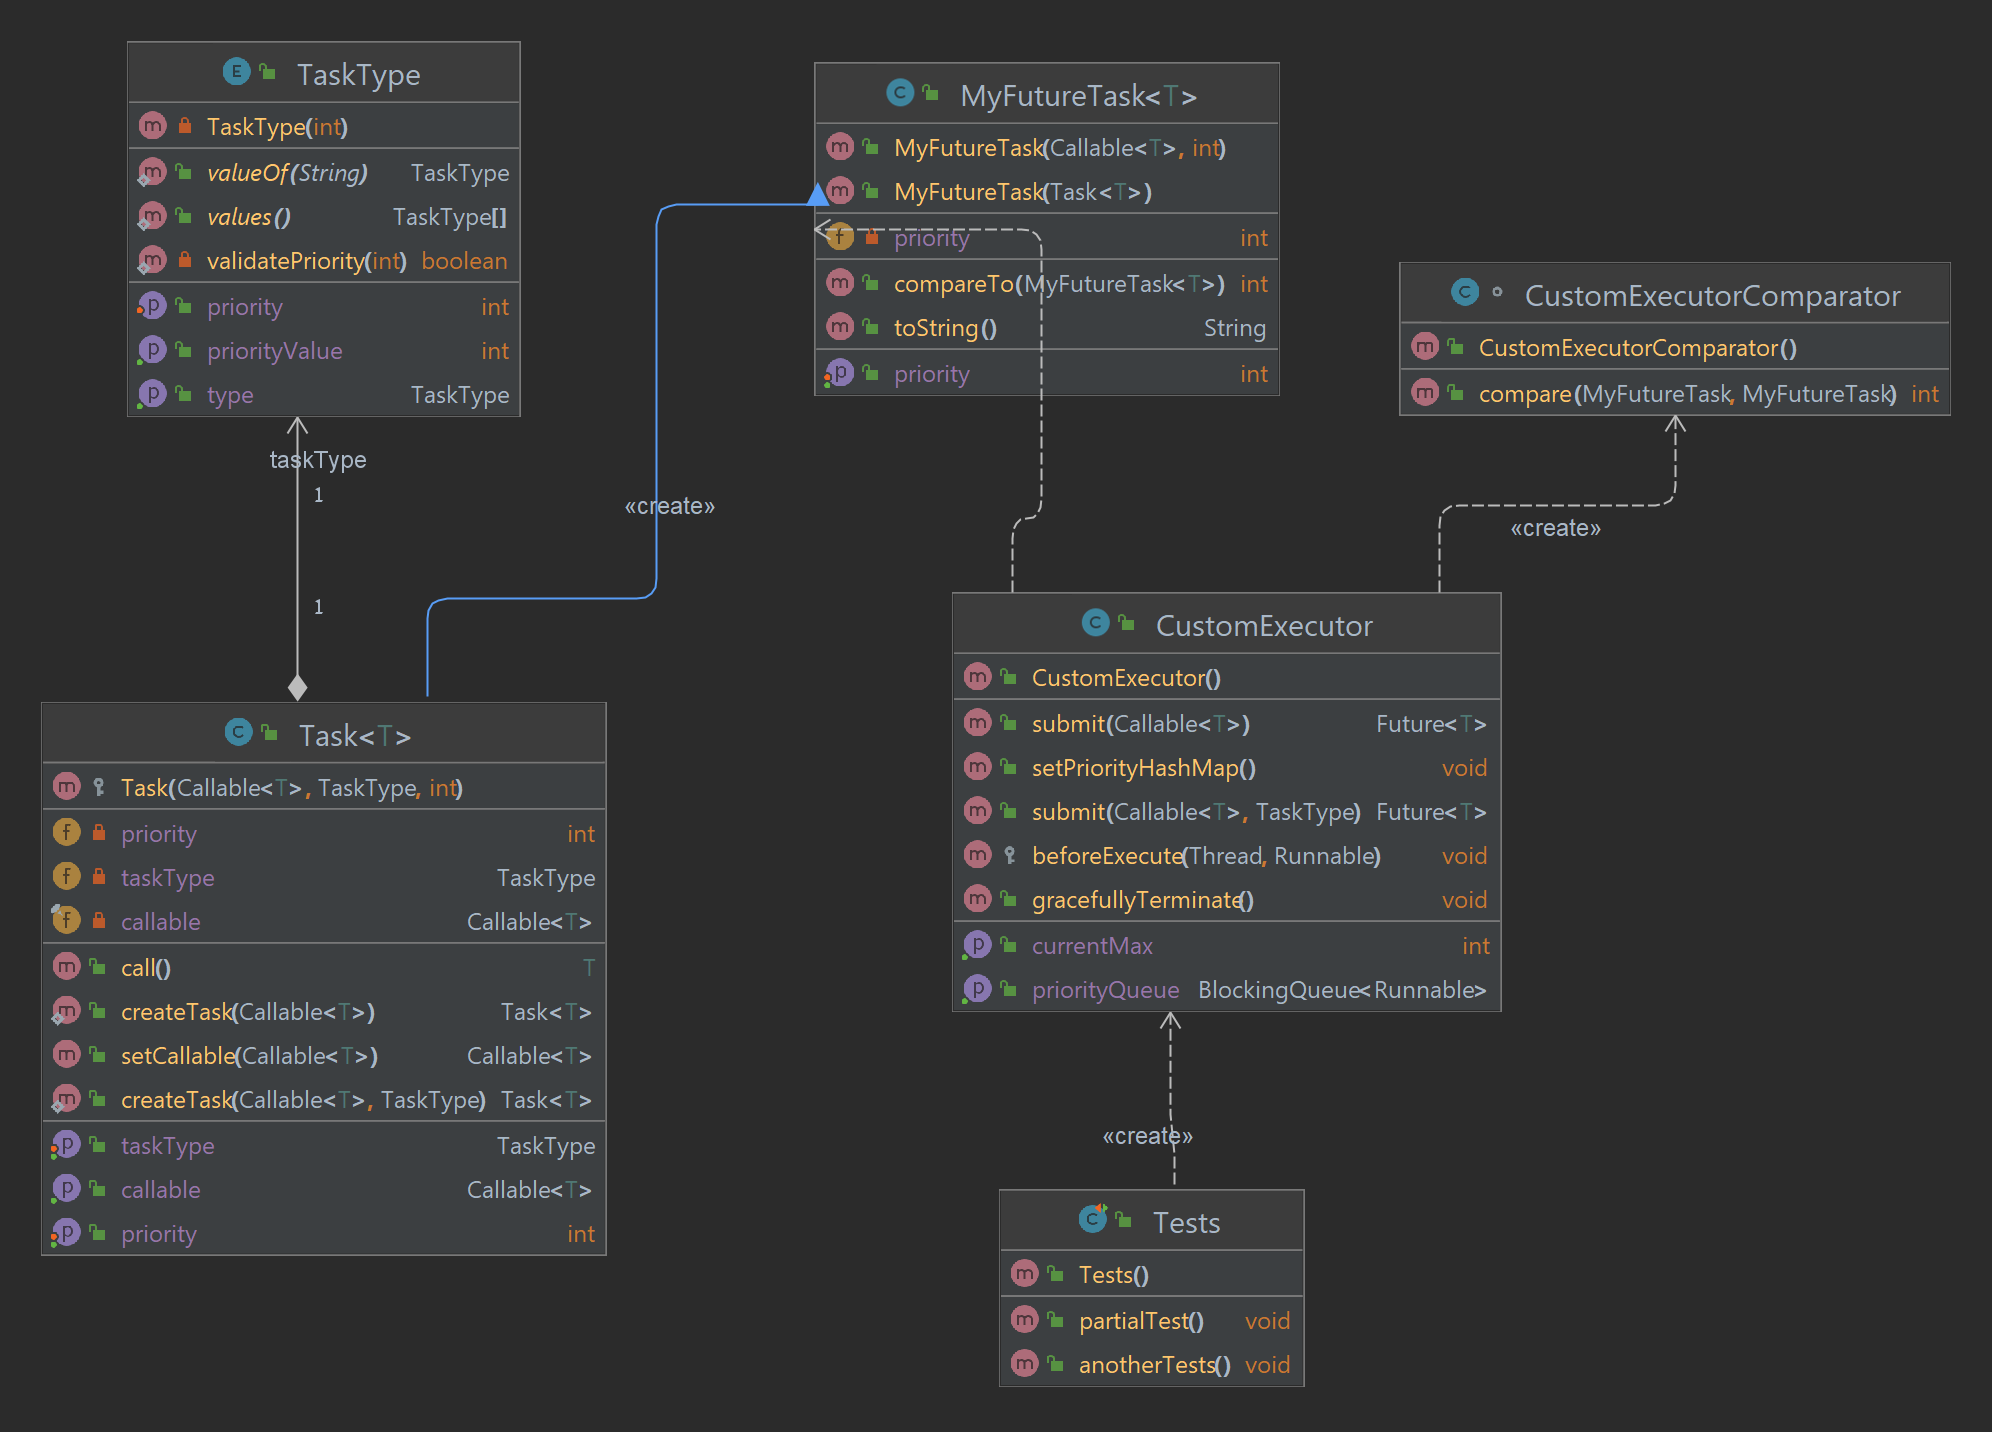 TaskType
TaskType(int)
valueOf(String) TaskType
values() TaskType[]
validatePriority(int) boolean
priority int
priorityValue int
type TaskType
MyFutureTask<T>
MyFutureTask(Callable<T>, int)
MyFutureTask(Task<T>)
priority int
compareTo(MyFutureTask<T>) int
toString() String
priority int
CustomExecutorComparator
CustomExecutorComparator()
compare(MyFutureTask, MyFutureTask) int
taskType
1
1
«create»
«create»
CustomExecutor
CustomExecutor()
submit(Callable<T>) Future<T>
setPriorityHashMap() void
submit(Callable<T>, TaskType) Future<T>
beforeExecute(Thread, Runnable) void
gracefullyTerminate() void
currentMax int
priorityQueue BlockingQueue<Runnable>
Task<T>
Task(Callable<T>, TaskType, int)
priority int
taskType TaskType
callable Callable<T>
call() T
createTask(Callable<T>) Task<T>
setCallable(Callable<T>) Callable<T>
createTask(Callable<T>, TaskType) Task<T>
taskType TaskType
callable Callable<T>
priority int
«create»
Tests
Tests()
partialTest() void
anotherTests() void